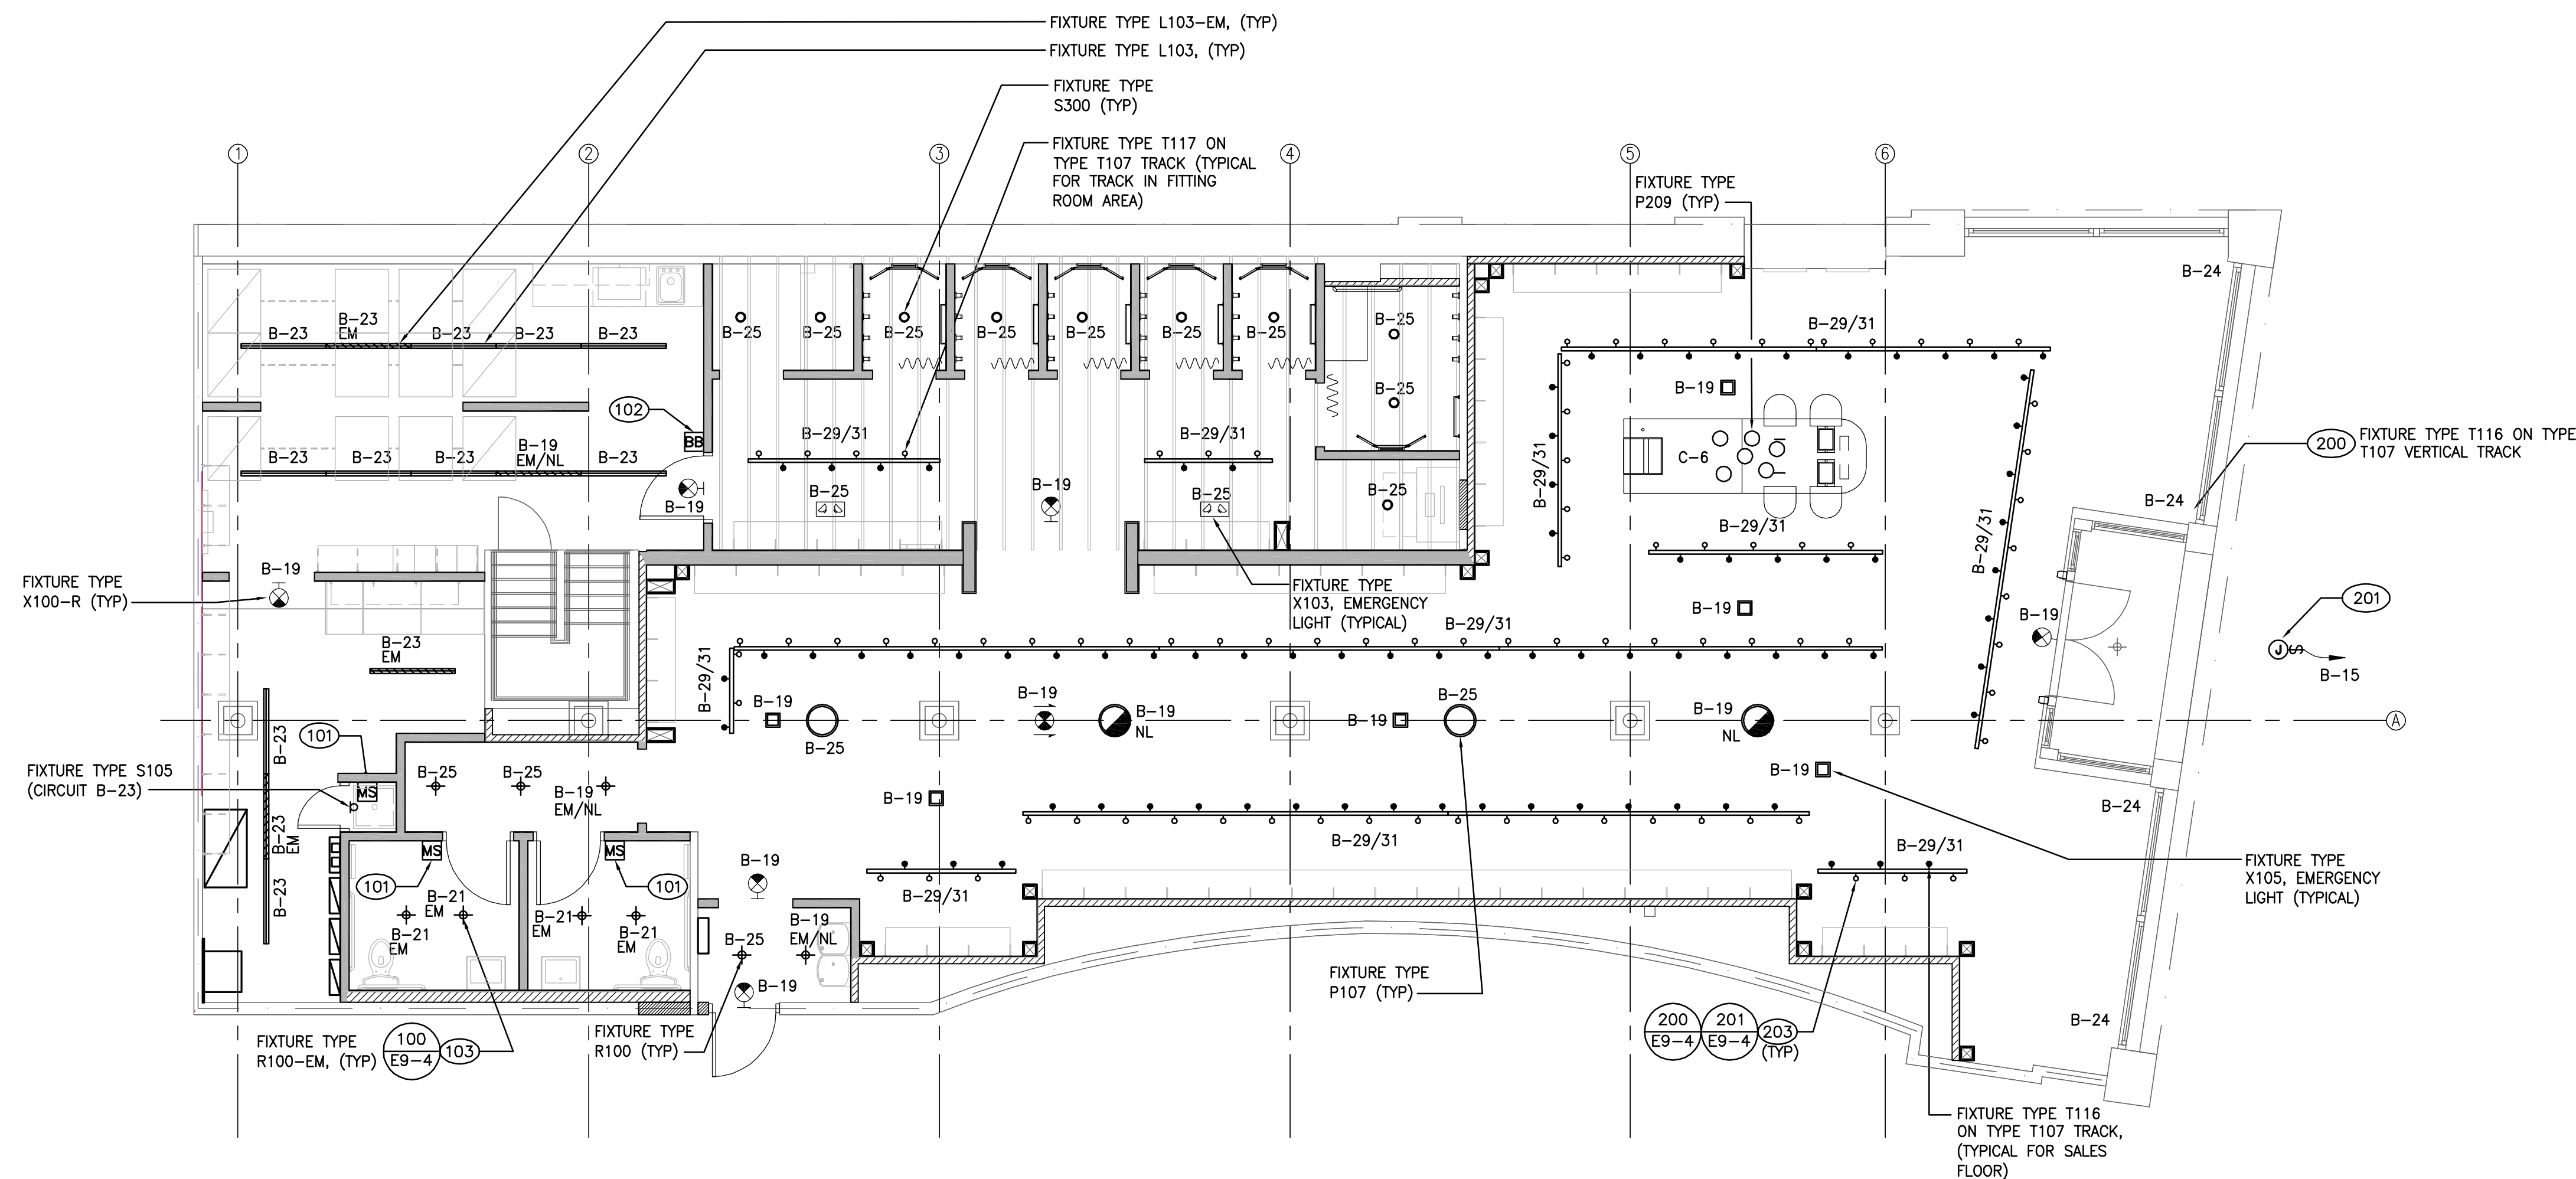 FIXTURE TYPE L103-EM, (TYP)
FIXTURE TYPE L103, (TYP)
FIXTURE TYPE
S300 (TYP)
FIXTURE TYPE T117 ON
TYPE T107 TRACK (TYPICAL
FOR TRACK IN FITTING
ROOM AREA)
1
2
3
4
5
6
FIXTURE TYPE
P209 (TYP)
B-24
B-23
B-23
EM
B-23
B-23
B-23
B-25
B-25
B-25
B-25
B-25
B-25
B-25
B-25
B-29/31
B-19
B-25
102
BB
B-29/31
B-29/31
B-29/31
C-6
200
FIXTURE TYPE T116 ON TYPE
T107 VERTICAL TRACK
B-23
B-23
B-23
B-19
EM/NL
B-23
B-19
B-25
B-19
B-25
B-25
B-24
B-29/31
B-29/31
FIXTURE TYPE
X100-R (TYP)
B-19
FIXTURE TYPE
X103, EMERGENCY
LIGHT (TYPICAL)
B-19
B-19
201
J
S
B-15
B-23
EM
B-29/31
B-29/31
B-19
B-25
B-19
B-19
NL
B-19
B-25
B-19
NL
A
101
B-23
FIXTURE TYPE S105
(CIRCUIT B-23)
MS
B-25
B-25
B-19
EM/NL
B-19
B-19
B-24
B-23
EM
B-29/31
B-29/31
B-23
MS
MS
101
101
B-19
B-29/31
FIXTURE TYPE
X105, EMERGENCY
LIGHT (TYPICAL)
B-21
EM
B-21
EM
B-21
EM
B-21
EM
B-25
B-19
EM/NL
B-19
FIXTURE TYPE
P107 (TYP)
B-24
FIXTURE TYPE
R100-EM, (TYP)
100
E9-4
103
FIXTURE TYPE
R100 (TYP)
200
E9-4
201
E9-4
203
(TYP)
FIXTURE TYPE T116
ON TYPE T107 TRACK,
(TYPICAL FOR SALES
FLOOR)